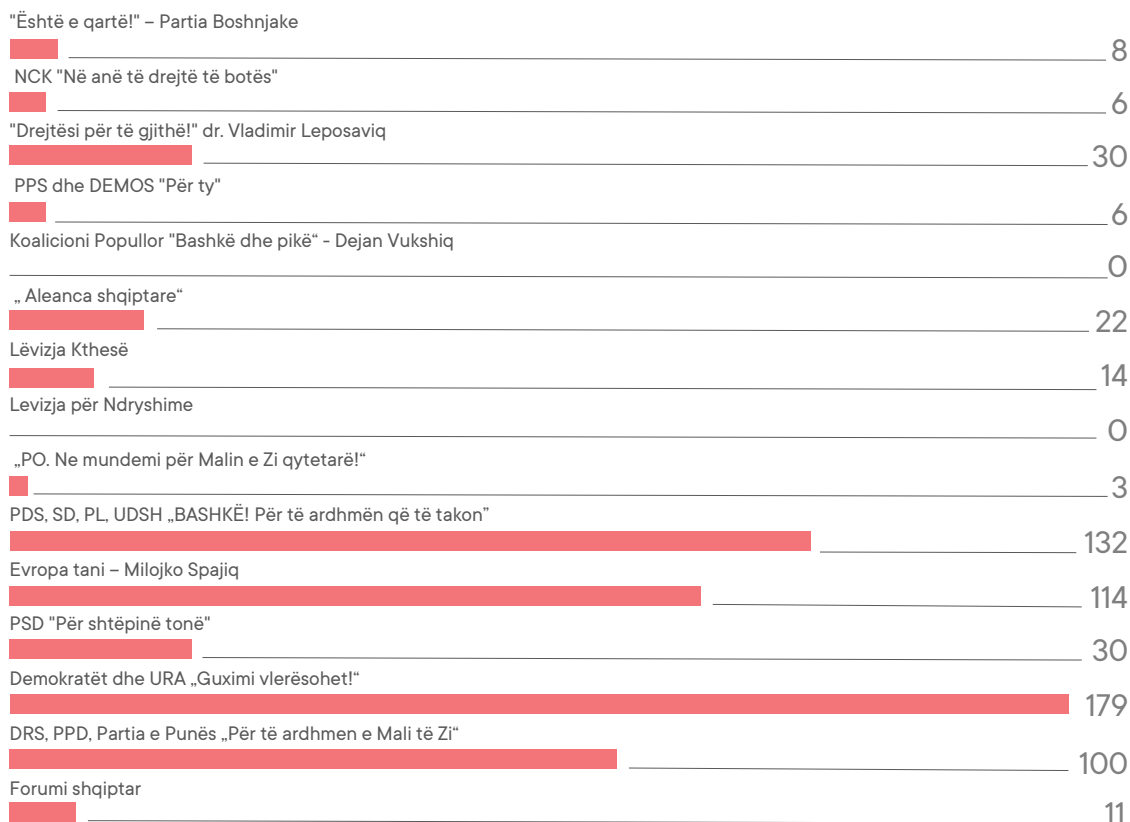 "Është e qartë!" – Partia Boshnjake
8
NCK "Në anë të drejtë të botës"
6
"Drejtësi për të gjithë!" dr. Vladimir Leposaviq
30
PPS dhe DEMOS "Për ty"
6
Koalicioni Popullor "Bashkë dhe pikë“ - Dejan Vukshiq
0
„ Aleanca shqiptare“
22
Lëvizja Kthesë
14
Levizja për Ndryshime
0
„PO. Ne mundemi për Malin e Zi qytetarë!“
3
PDS, SD, PL, UDSH „BASHKË! Për të ardhmën që të takon”
132
Evropa tani – Milojko Spajiq
114
PSD "Për shtëpinë tonë"
30
Demokratët dhe URA „Guximi vlerësohet!“
179
DRS, PPD, Partia e Punës „Për të ardhmen e Mali të Zi“
100
Forumi shqiptar
11